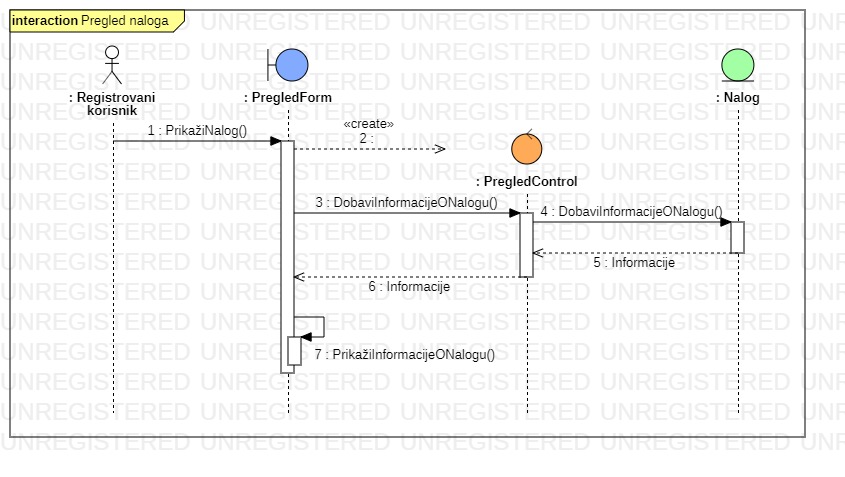 interaction Pregled naloga
: Registrovani
korisnik
: PregledForm
: Nalog
1 : PrikažiNalog()
«create»
2 :
: PregledControl
3 : DobaviInformacijeONalogu()
4 : DobaviInformacijeONalogu()
5 : Informacije
6 : Informacije
7 : PrikažiInformacijeONalogu()
UNREGISTERED UNREGISTERED UNREGISTERED UNREGISTERED